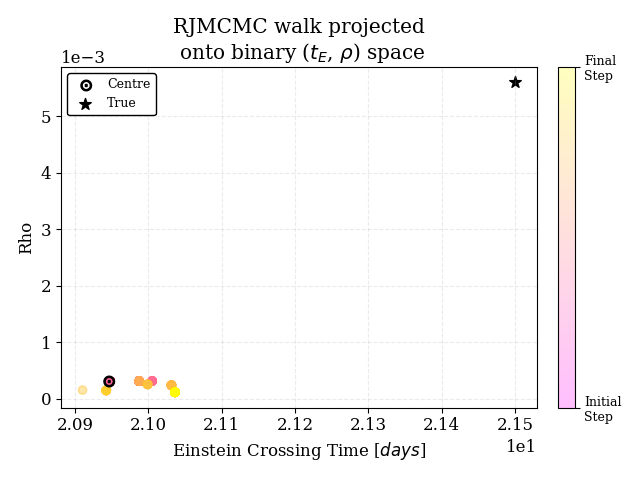 RJMCMC walk projected
onto binary (t_E, ρ) space
1e−3
Centre
True
5
4
3
2
1
0
Rho
2.09 2.10 2.11 2.12 2.13 2.14 2.15
1e1
Einstein Crossing Time [days]
Final
Step
Initial
Step